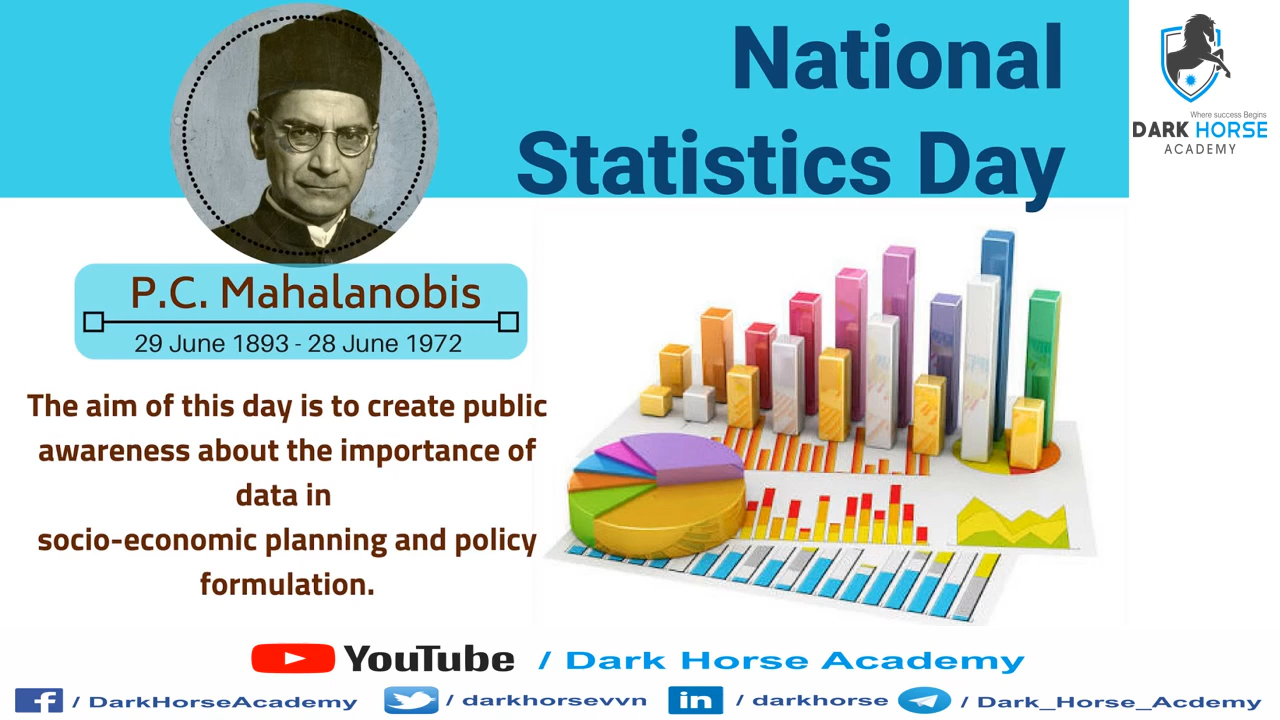 National
Statistics Day
Where success Begins
DARK HORSE
ACADEMY
P.C. Mahalanobis
29 June 1893 - 28 June 1972
The aim of this day is to create public
awareness about the importance of
data in
socio-economic planning and policy
formulation.
YouTube / Dark Horse Academy
f / DarkHorseAcademy / darkhorsevvn in / darkhorse / Dark_Horse_Acdemy